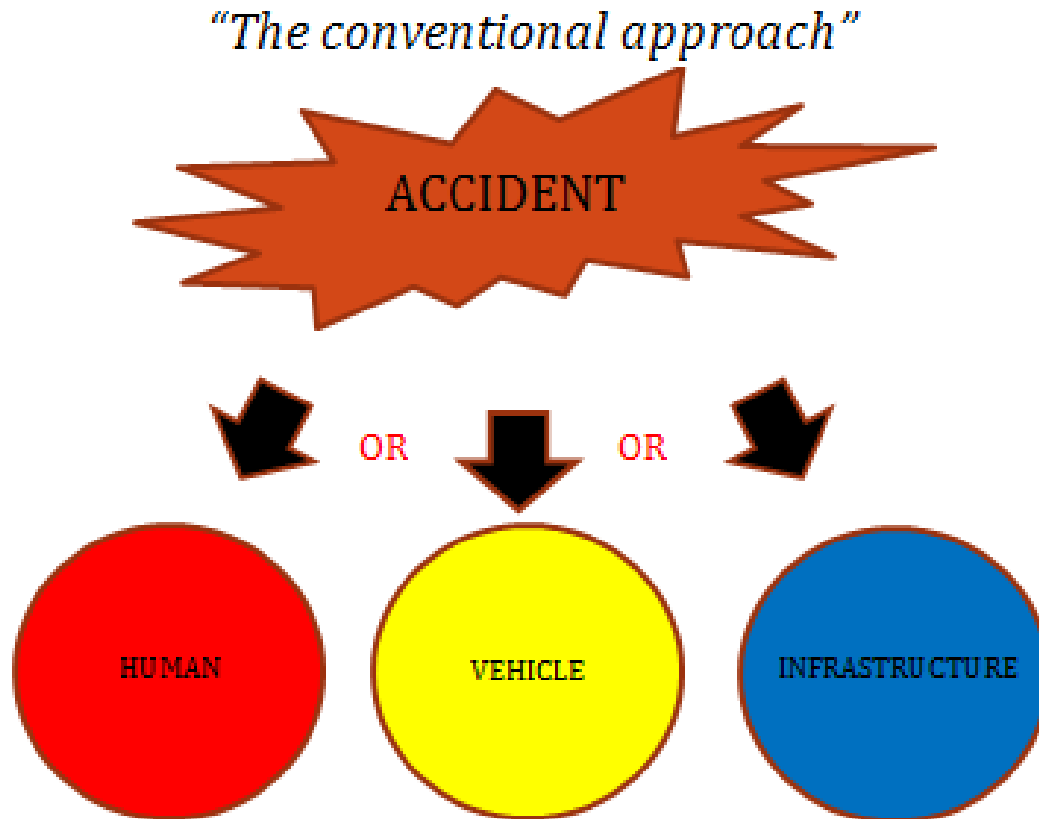 “The conventional approach”
ACCIDENT
OR OR
HUMAN VEHICLE INFRASTRUCTURE